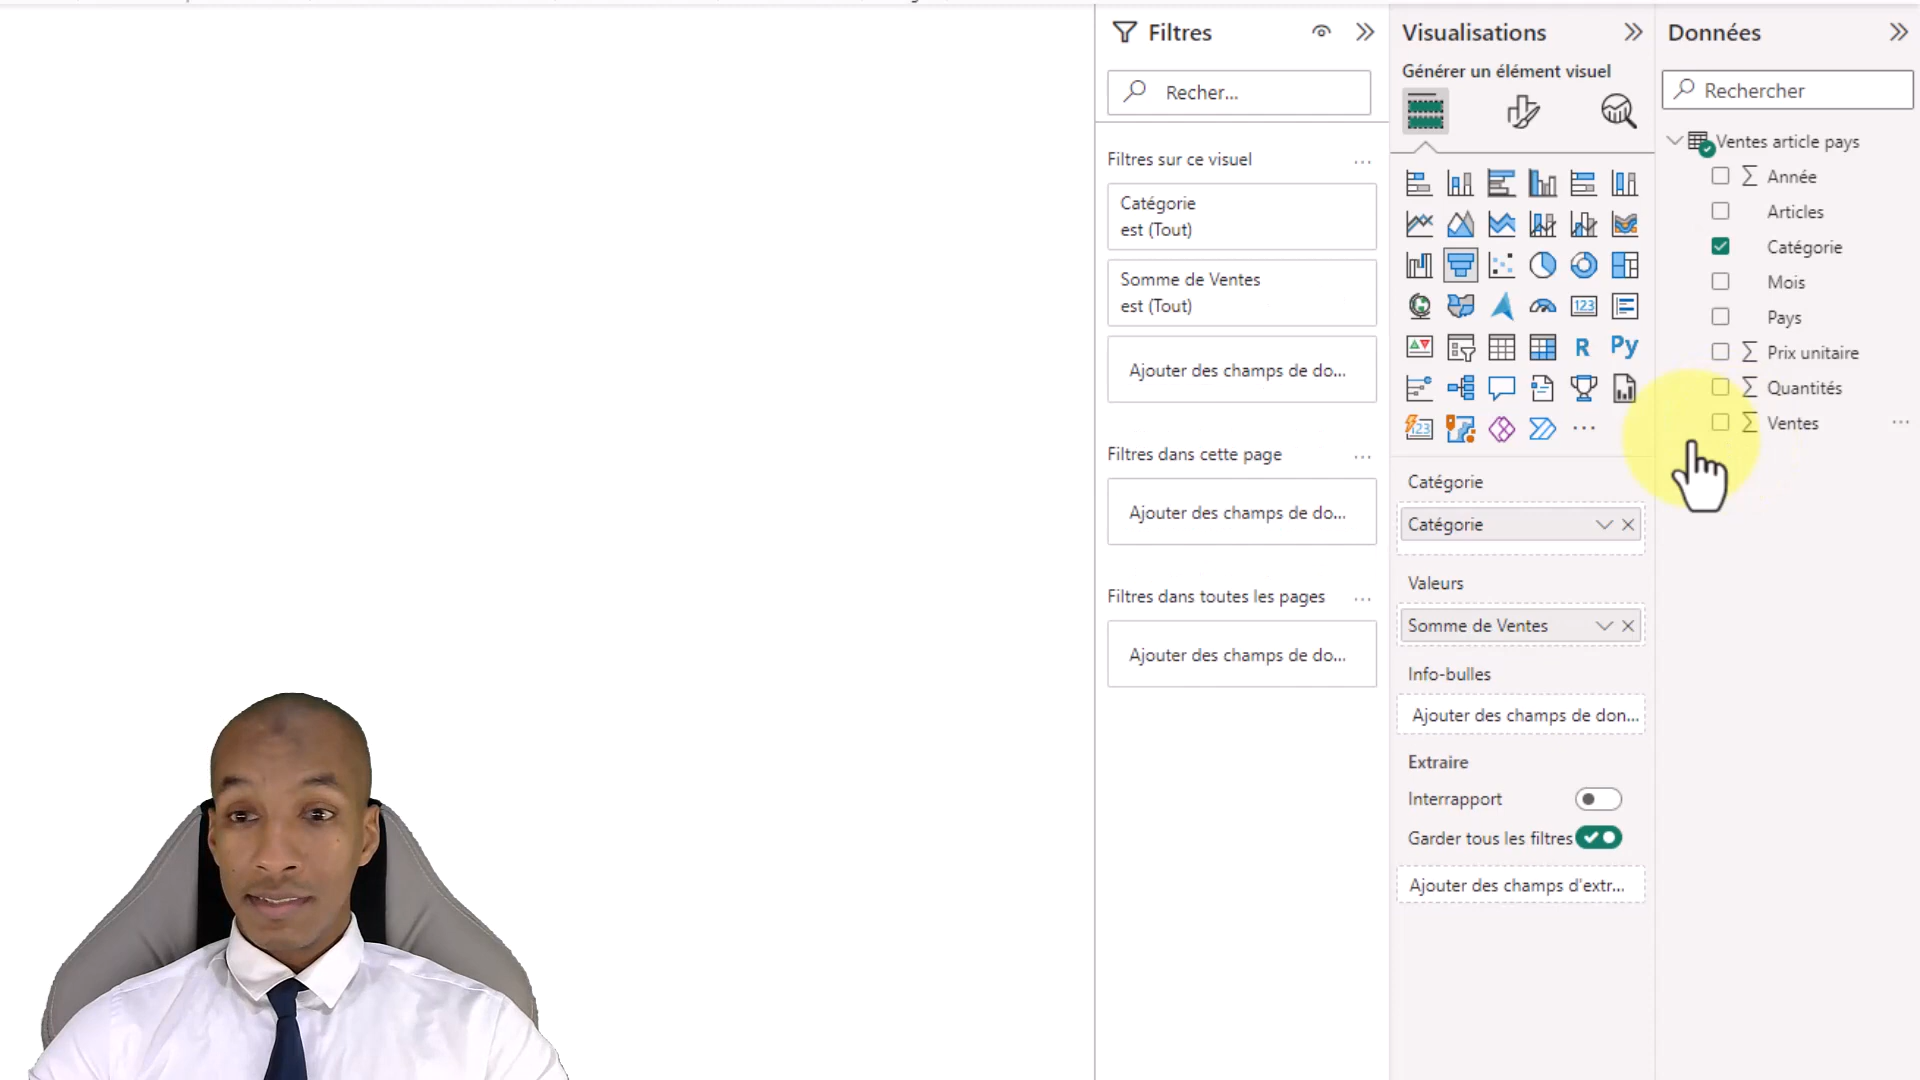 Filtres
Recher...
Filtres sur ce visuel
...
Catégorie
est (Tout)
Somme de Ventes
est (Tout)
Ajouter des champs de do...
Filtres dans cette page
...
Ajouter des champs de do...
Filtres dans toutes les pages
...
Ajouter des champs de do...
Visualisations
Générer un élément visuel
123
R
Py
123
...
Catégorie
Catégorie
Valeurs
Somme de Ventes
Info-bulles
Ajouter des champs de don...
Extraire
Interrapport
Garder tous les filtres
Ajouter des champs d'extr...
Données
Rechercher
Ventes article pays
Σ Année
Articles
Catégorie
Mois
Pays
Σ Prix unitaire
Σ Quantités
Σ Ventes ...